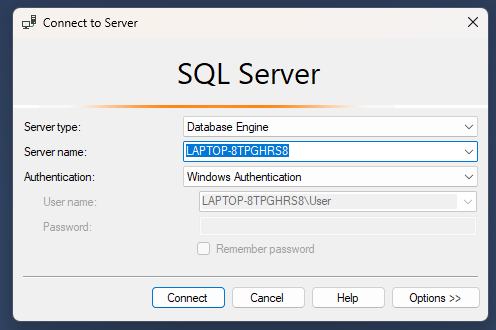 Connect to Server
SQL Server
Server type: Database Engine
Server name: LAPTOP-8TPGHRS8
Authentication: Windows Authentication
User name: LAPTOP-8TPGHRS8\User
Password:
Remember password
Connect Cancel Help Options >>